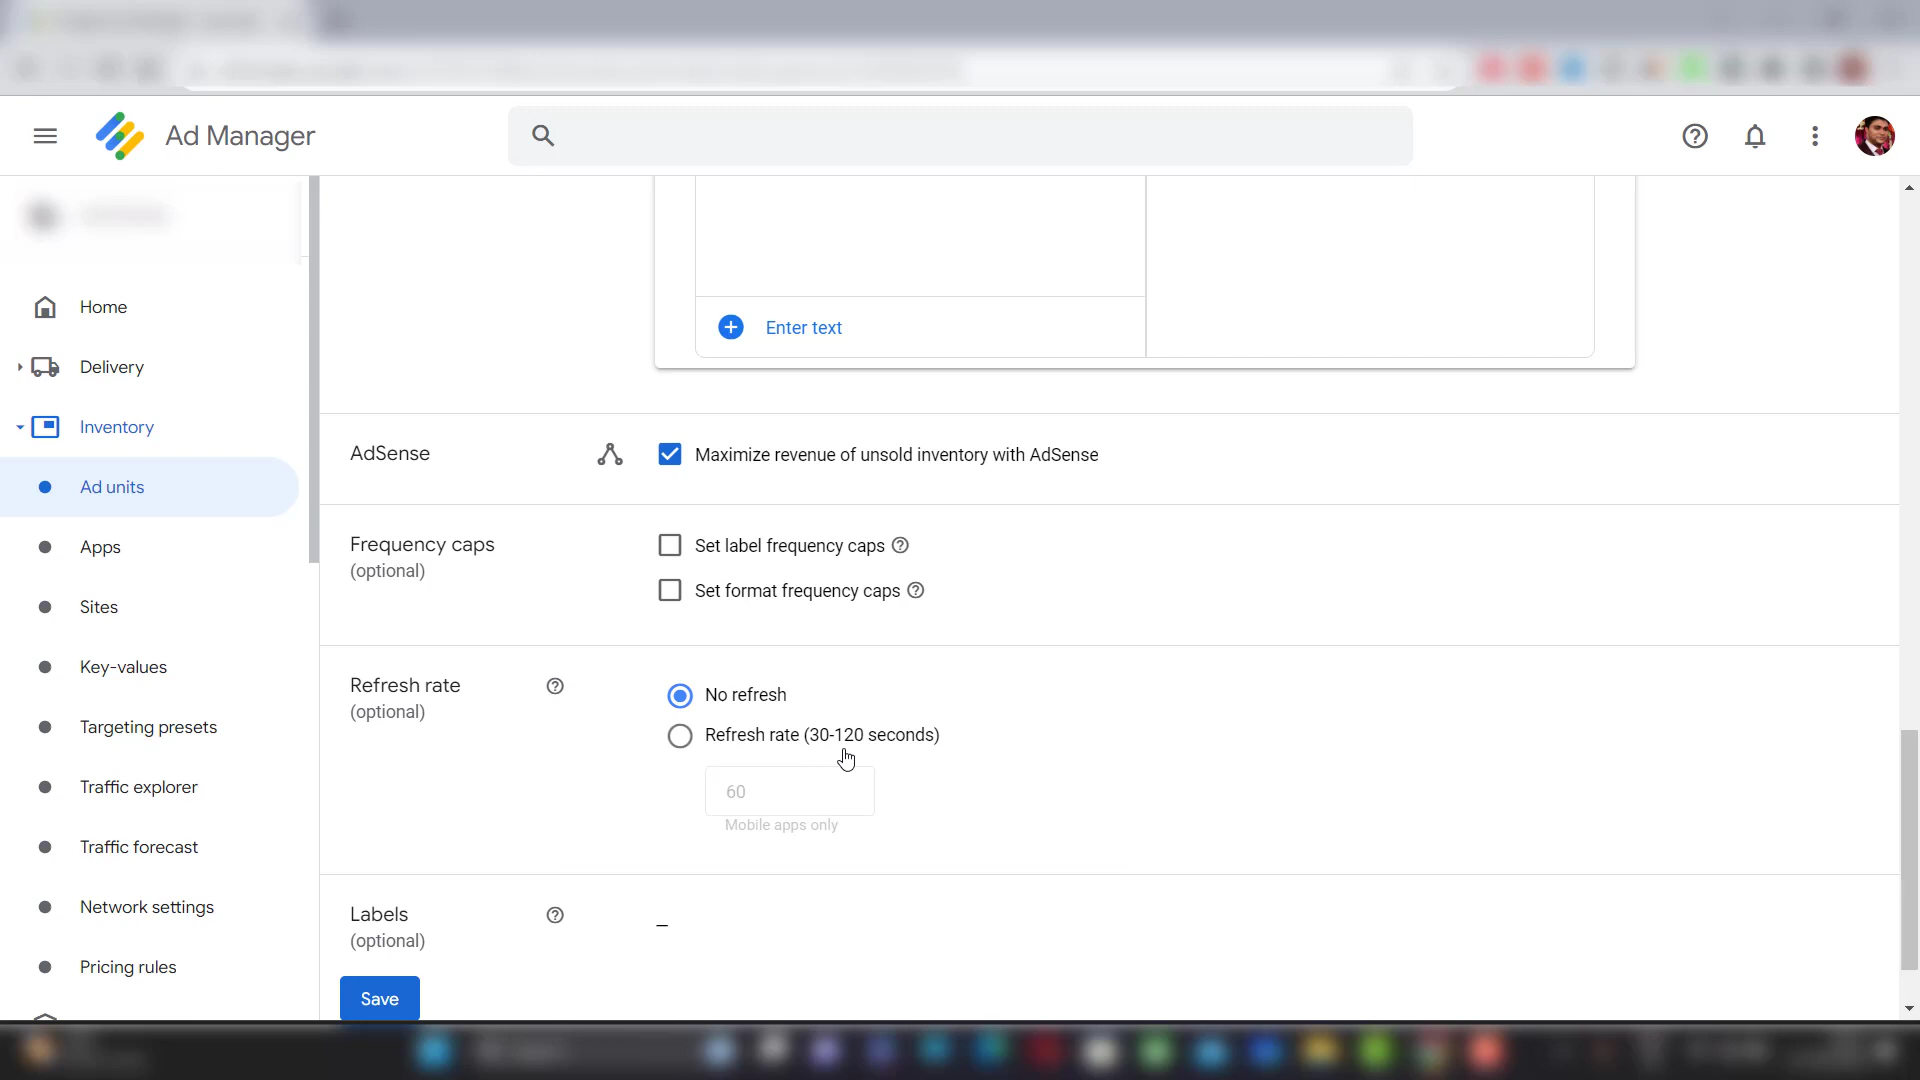 Ad Manager
Home
Delivery
Inventory
Ad units
Apps
Sites
Key-values
Targeting presets
Traffic explorer
Traffic forecast
Network settings
Pricing rules
Enter text
AdSense
Maximize revenue of unsold inventory with AdSense
Frequency caps
(optional)
Set label frequency caps
Set format frequency caps
Refresh rate
(optional)
No refresh
Refresh rate (30-120 seconds)
60
Mobile apps only
Labels
(optional)
–
Save